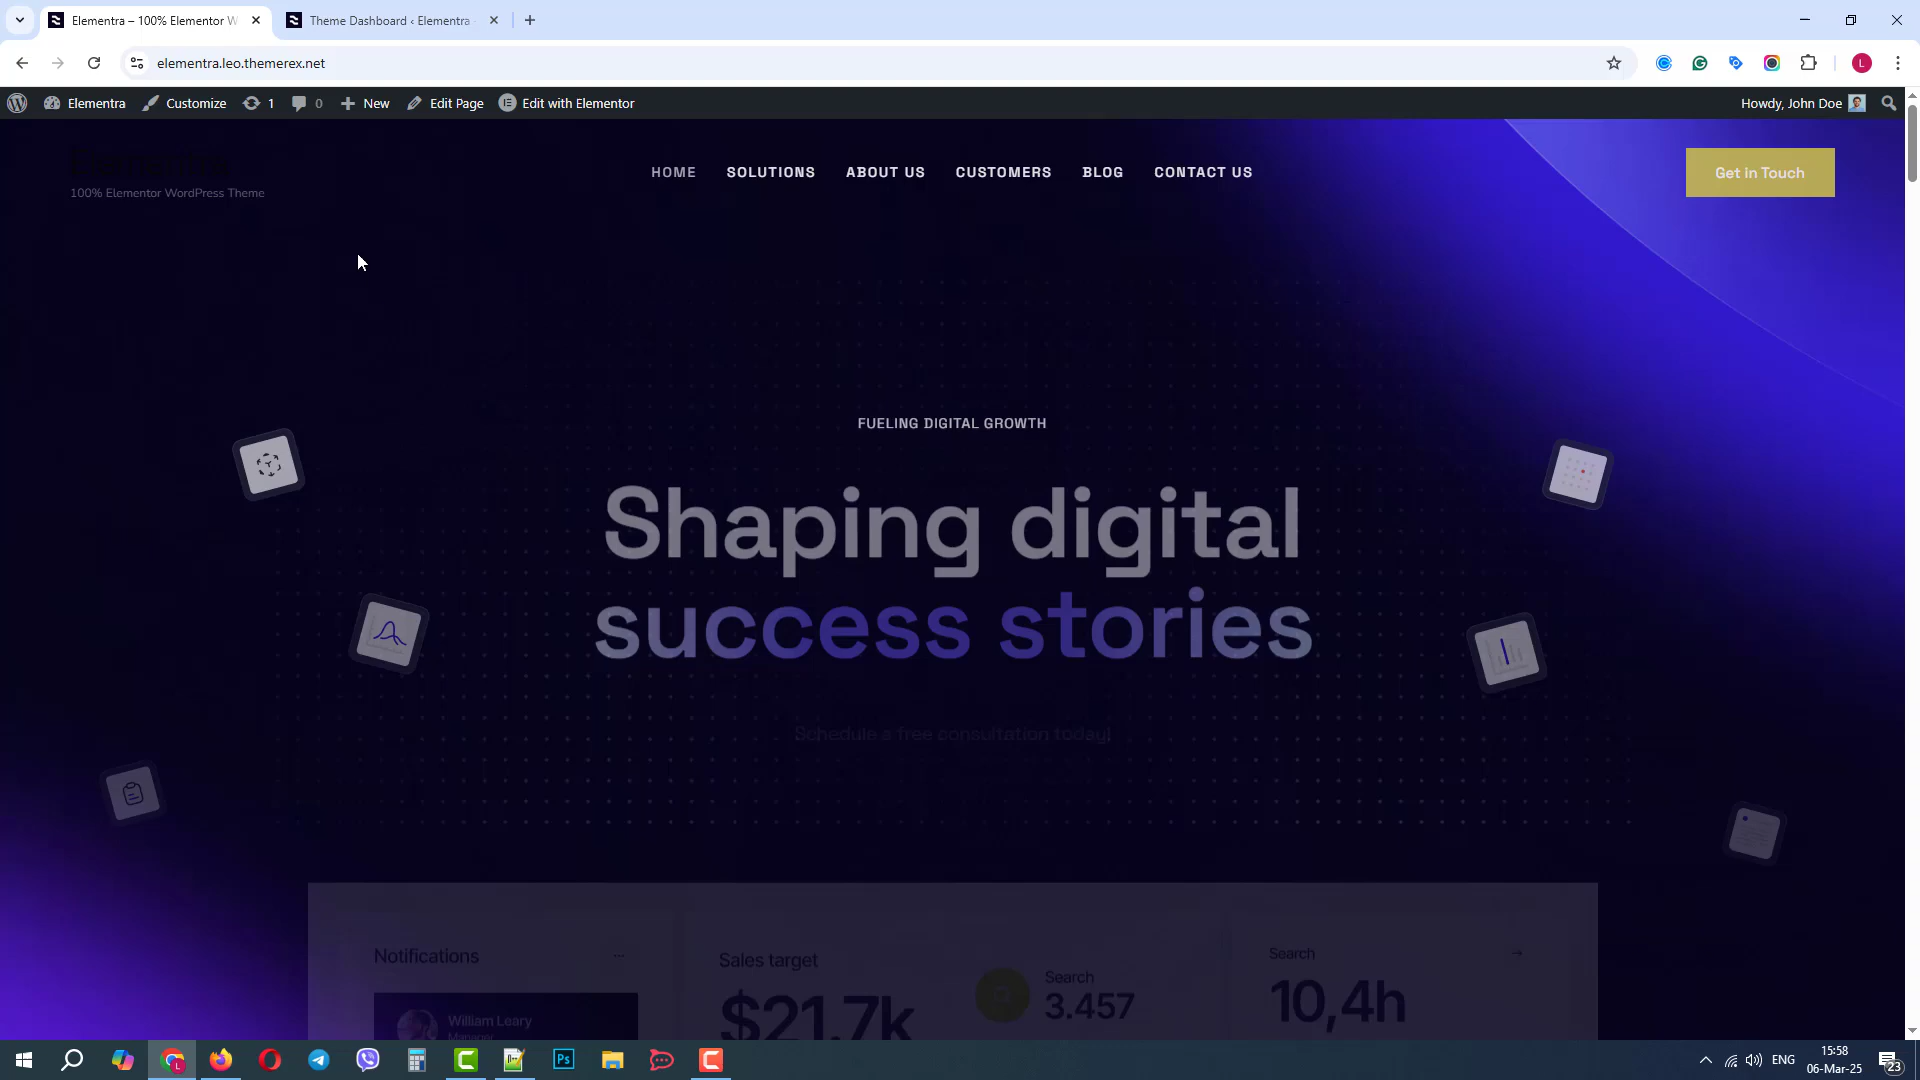 Elementra – 100% Elementor W
Theme Dashboard ‹ Elementra
elementra.leo.themerex.net
Elementra
Customize
1
0
New
Edit Page
Edit with Elementor
Howdy, John Doe
Elementra
100% Elementor WordPress Theme
HOME
SOLUTIONS
ABOUT US
CUSTOMERS
BLOG
CONTACT US
Get in Touch
FUELING DIGITAL GROWTH
Shaping digital
success stories
Schedule a free consultation today!
Notifications
...
William Leary
Manager
Sales target
$21.7k
Search
3.457
Search
10,4h
L
L
Ps
ENG
15:58
06-Mar-25
23